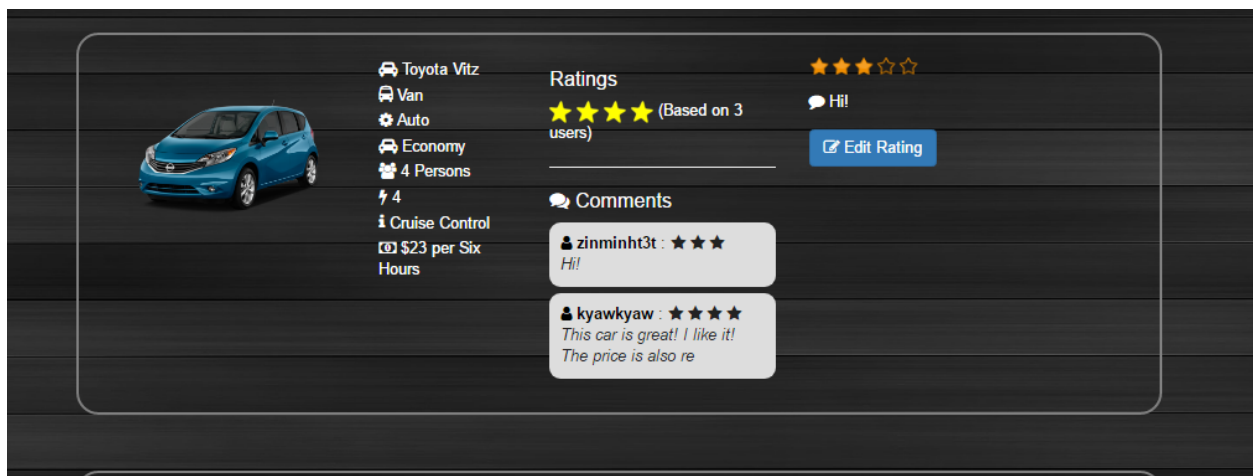 Toyota Vitz
Van
Auto
Economy
4 Persons
4
Cruise Control
$23 per Six
Hours
Ratings
(Based on 3
users)
Comments
zinminht3t :
Hi!
kyawkyaw :
This car is great! I like it!
The price is also re
Hi!
Edit Rating